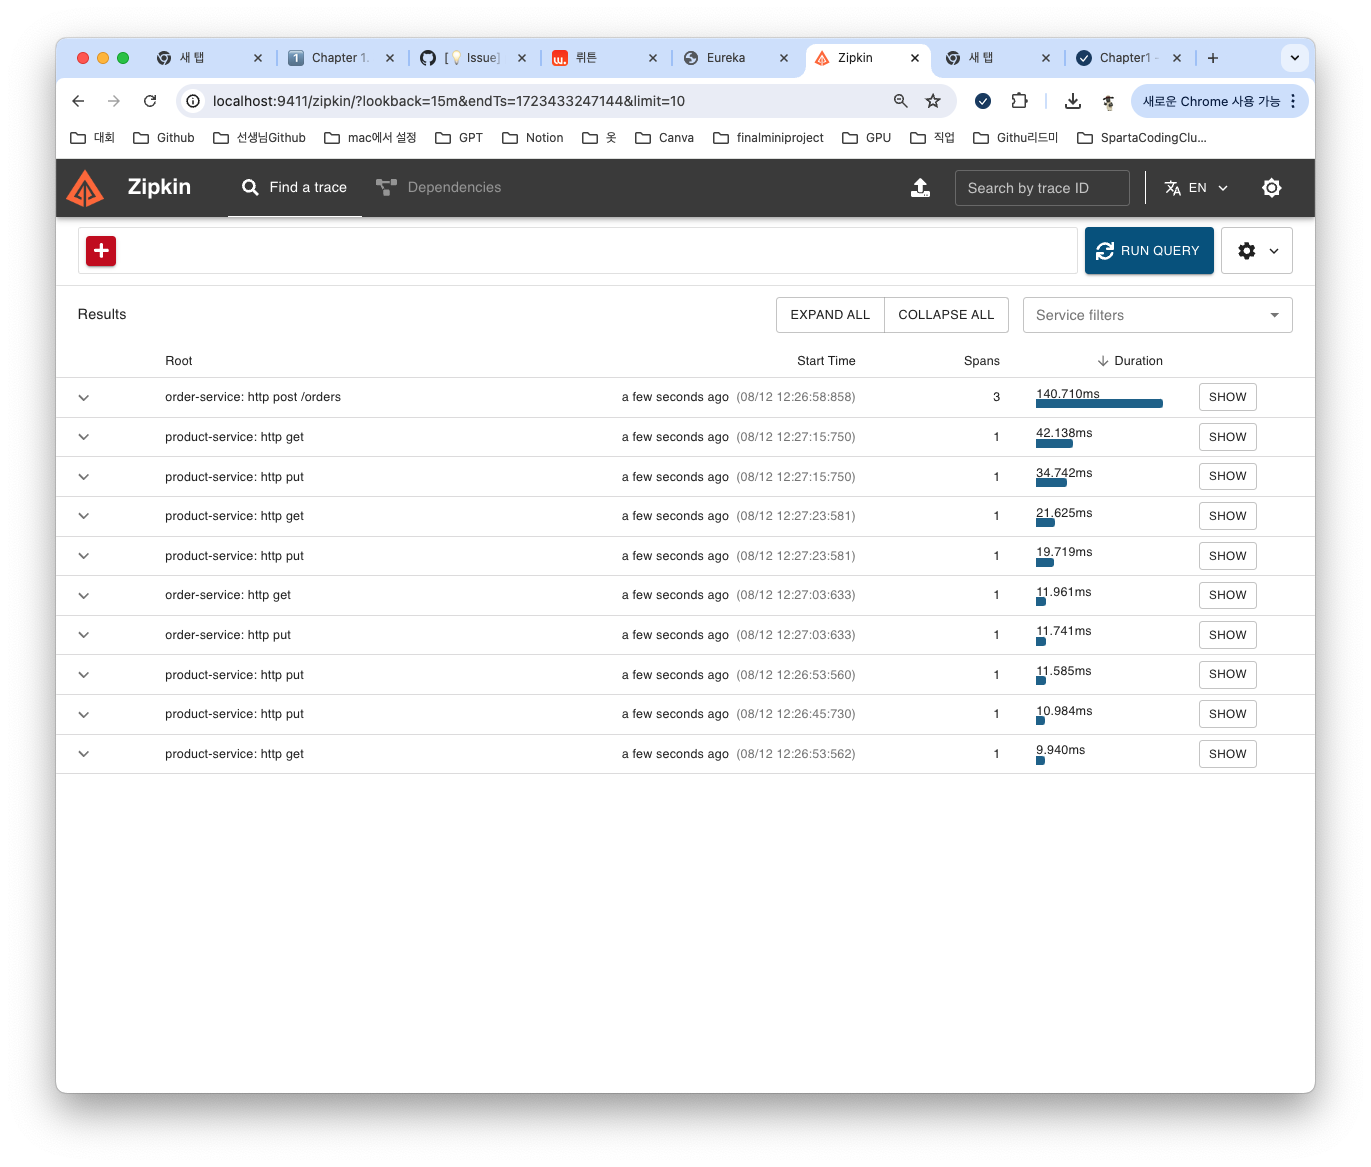 새 탭
Chapter 1.
[💡 Issue]
뤼튼
Eureka
Zipkin
새 탭
Chapter1 -
localhost:9411/zipkin/?lookback=15m&endTs=1723433247144&limit=10
새로운 Chrome 사용 가능
대회
Github
선생님Github
mac에서 설정
GPT
Notion
옷
Canva
finalminiproject
GPU
직업
Githu리드미
SpartaCodingClu...
Zipkin
Find a trace
Dependencies
Search by trace ID
EN
RUN QUERY
Results
EXPAND ALL
COLLAPSE ALL
Service filters
Root Start Time Spans Duration
order-service: http post /orders a few seconds ago (08/12 12:26:58:858) 3 140.710ms SHOW
product-service: http get a few seconds ago (08/12 12:27:15:750) 1 42.138ms SHOW
product-service: http put a few seconds ago (08/12 12:27:15:750) 1 34.742ms SHOW
product-service: http get a few seconds ago (08/12 12:27:23:581) 1 21.625ms SHOW
product-service: http put a few seconds ago (08/12 12:27:23:581) 1 19.719ms SHOW
order-service: http get a few seconds ago (08/12 12:27:03:633) 1 11.961ms SHOW
order-service: http put a few seconds ago (08/12 12:27:03:633) 1 11.741ms SHOW
product-service: http put a few seconds ago (08/12 12:26:53:560) 1 11.585ms SHOW
product-service: http put a few seconds ago (08/12 12:26:45:730) 1 10.984ms SHOW
product-service: http get a few seconds ago (08/12 12:26:53:562) 1 9.940ms SHOW